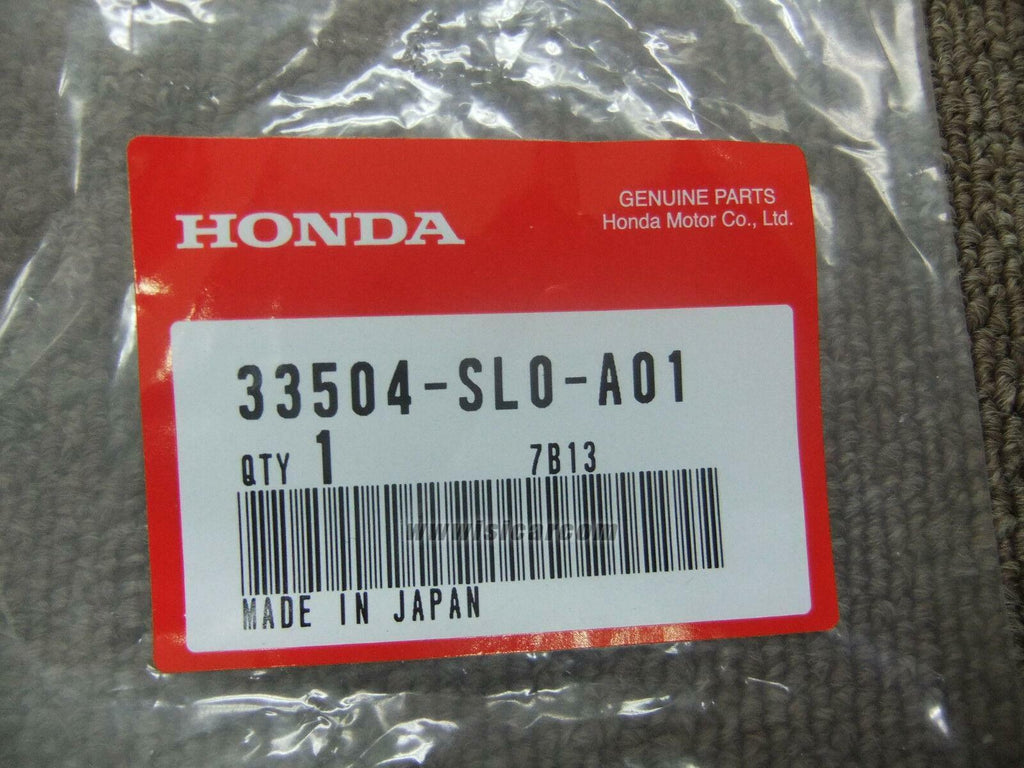 HONDA
GENUINE PARTS
Honda Motor Co., Ltd.
33504-SL0-A01
QTY 1 7B13
www.isicar.com
MADE IN JAPAN